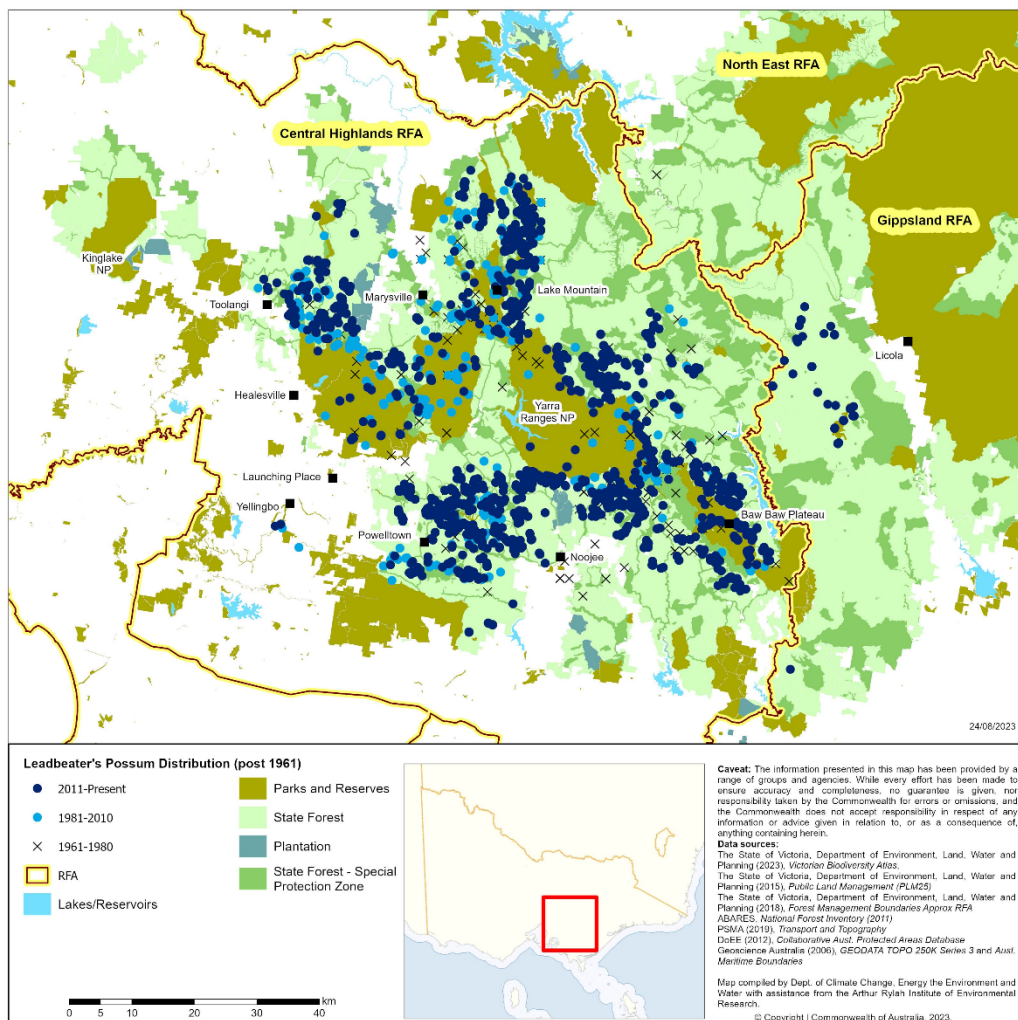 North East RFA
Central Highlands RFA
Gippsland RFA
Kinglake
NP
Toolangi
Marysville
Lake Mountain
Licola
Healesville
Yarra
Ranges NP
Launching Place
Yellingbo
Powelltown
Baw Baw Plateau
Noojee
24/08/2023
Leadbeater's Possum Distribution (post 1961)
2011-Present
1981-2010
1961-1980
RFA
Lakes/Reservoirs
Parks and Reserves
State Forest
Plantation
State Forest - Special
Protection Zone
km
0 5 10 20 30 40
Caveat: The information presented in this map has been provided by a
range of groups and agencies. While every effort has been made to
ensure accuracy and completeness, no guarantee is given, nor
responsibility taken by the Commonwealth for errors or omissions, and
the Commonwealth does not accept responsibility in respect of any
information or advice given in relation to, or as a consequence of,
anything containing herein.
Data sources:
The State of Victoria, Department of Environment, Land, Water and
Planning (2023), Victorian Biodiversity Atlas,
The State of Victoria, Department of Environment, Land, Water and
Planning (2015), Public Land Management (PLM25)
The State of Victoria, Department of Environment, Land, Water and
Planning (2018), Forest Management Boundaries Approx RFA
ABARES, National Forest Inventory (2011)
PSMA (2019), Transport and Topography
DoEE (2012), Collaborative Aust. Protected Areas Database
Geoscience Australia (2006), GEODATA TOPO 250K Series 3 and Aust.
Maritime Boundaries
Map compiled by Dept. of Climate Change, Energy the Environment and
Water with assistance from the Arthur Rylah Institute of Environmental
Research.
© Copyright | Commonwealth of Australia, 2023.